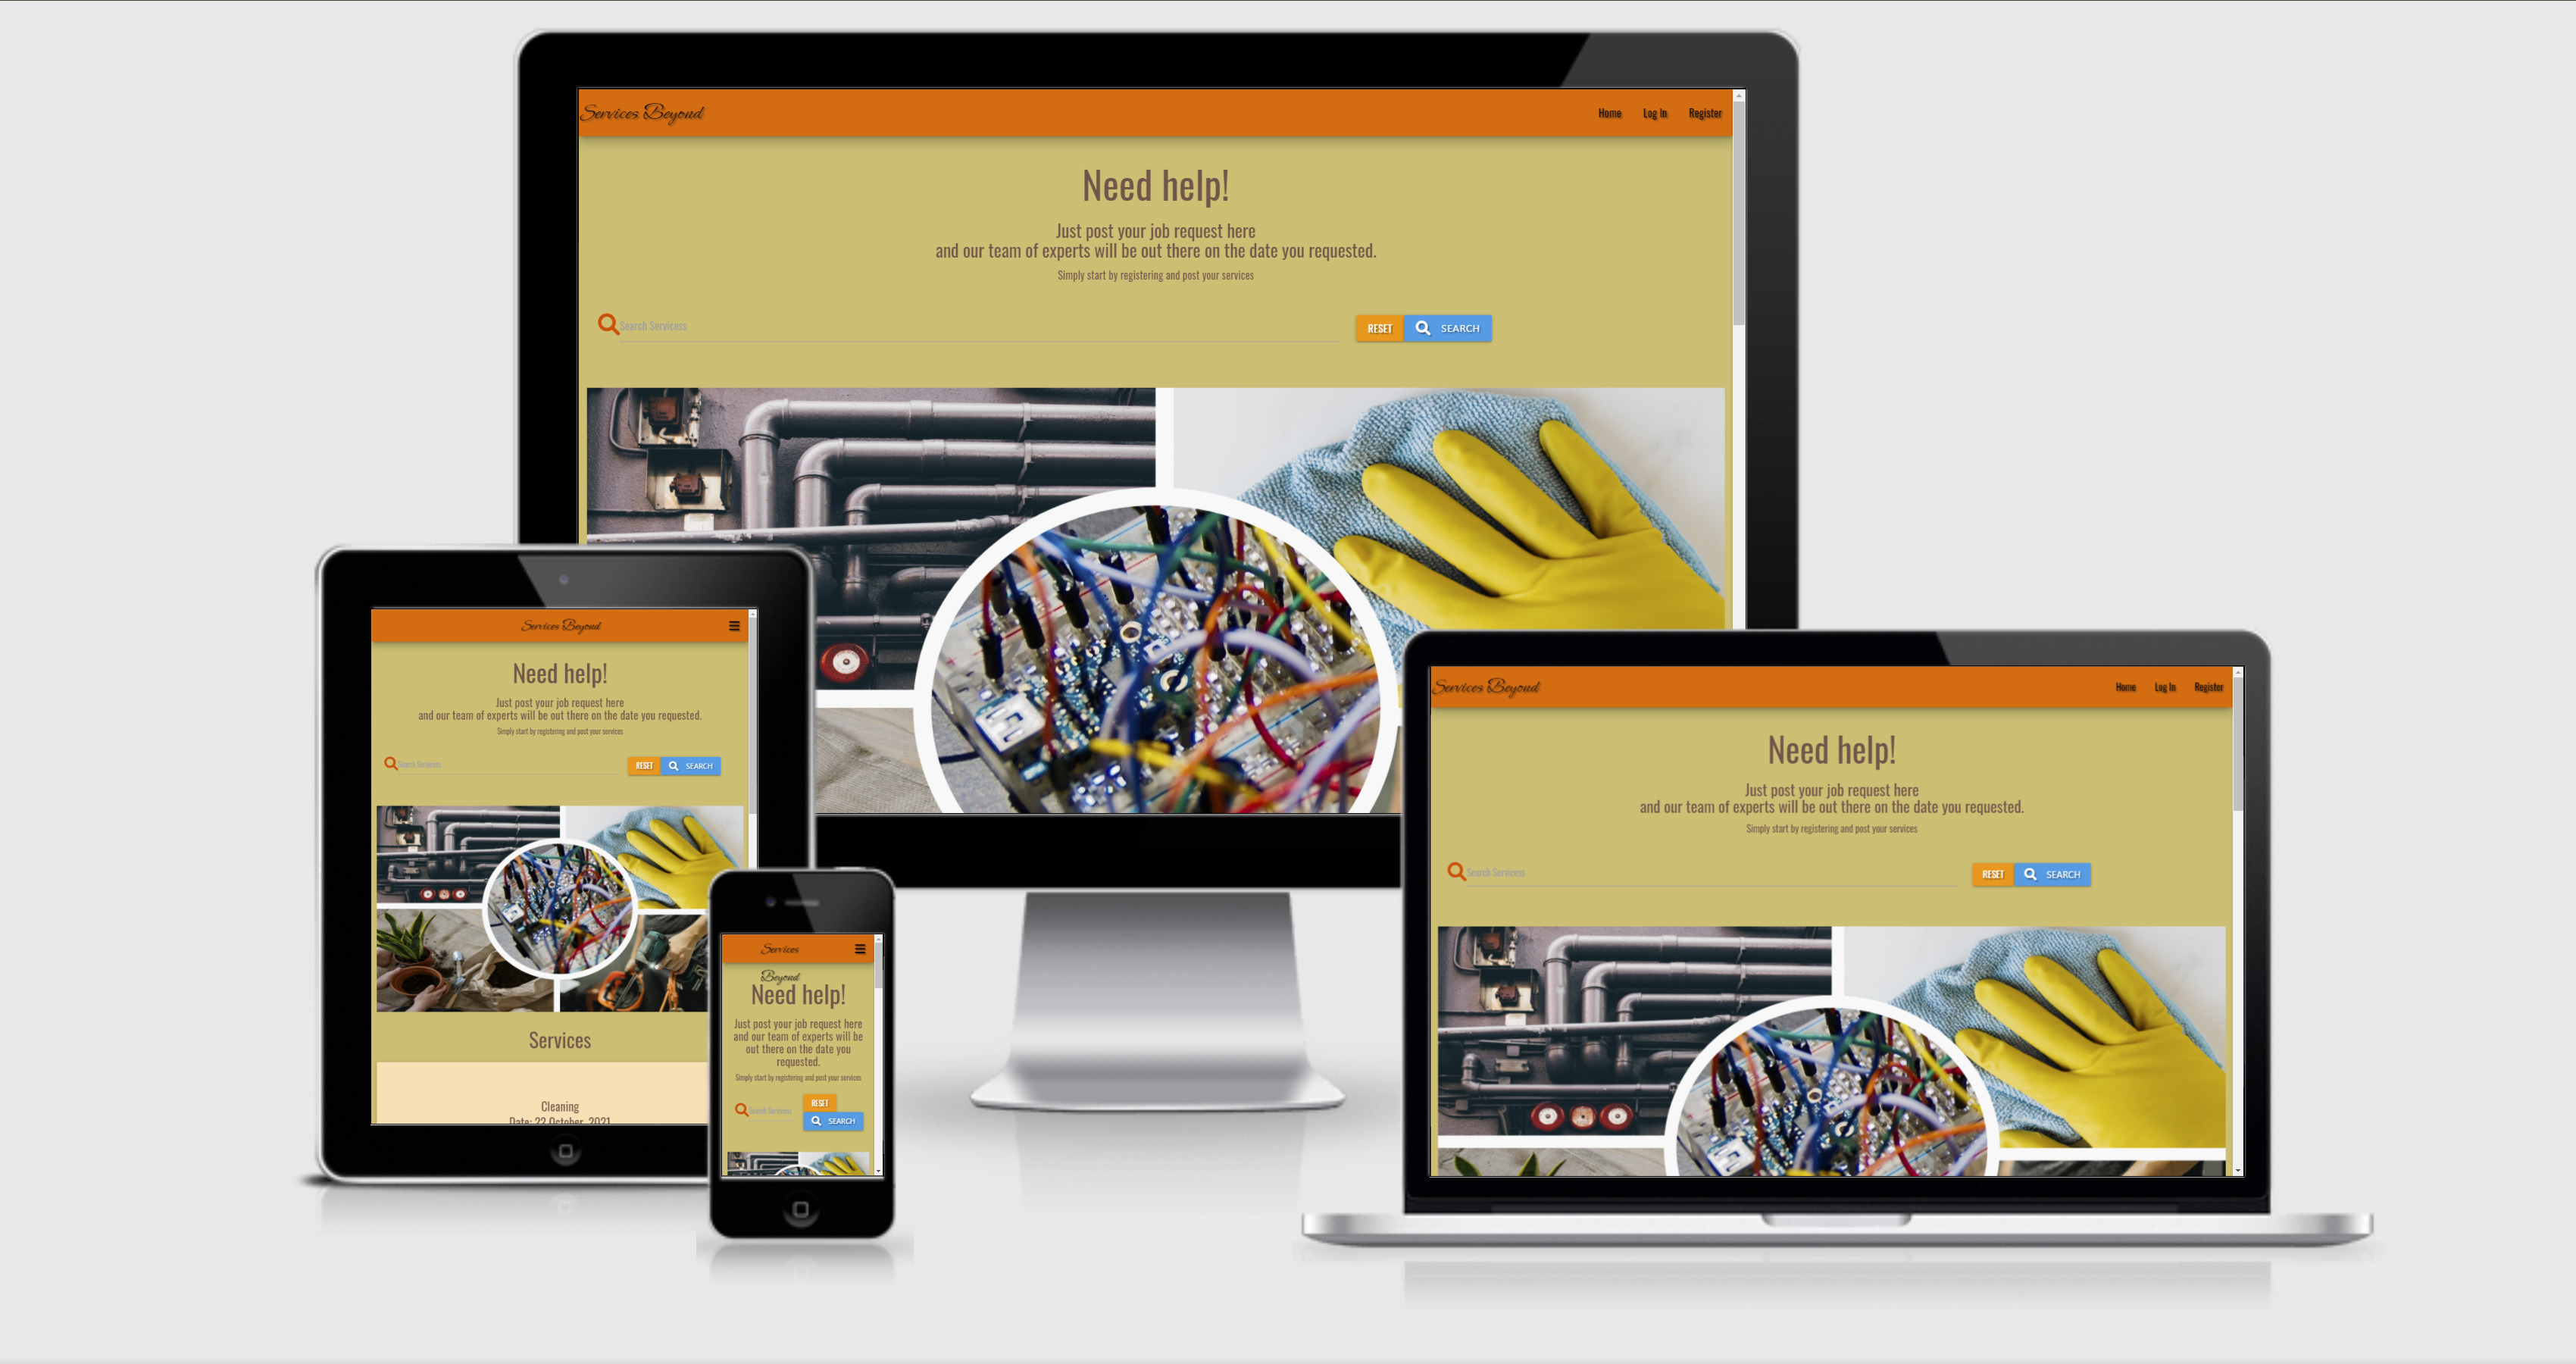 Services Beyond
Home Log In Register
Need help!
Just post your job request here
and our team of experts will be out there on the date you requested.
Simply start by registering and post your services
Search Servicess
RESET SEARCH
Services Beyond
Need help!
Just post your job request here
and our team of experts will be out there on the date you requested.
Simply start by registering and post your services
Search Servicess
RESET SEARCH
Services
Cleaning
Date: 22 October, 2021
Services
Beyond
Need help!
Just post your job request here
and our team of experts will be
out there on the date you
requested.
Simply start by registering and post your services
Search Servicess
RESET
SEARCH
Services Beyond
Home Log In Register
Need help!
Just post your job request here
and our team of experts will be out there on the date you requested.
Simply start by registering and post your services
Search Servicess
RESET SEARCH